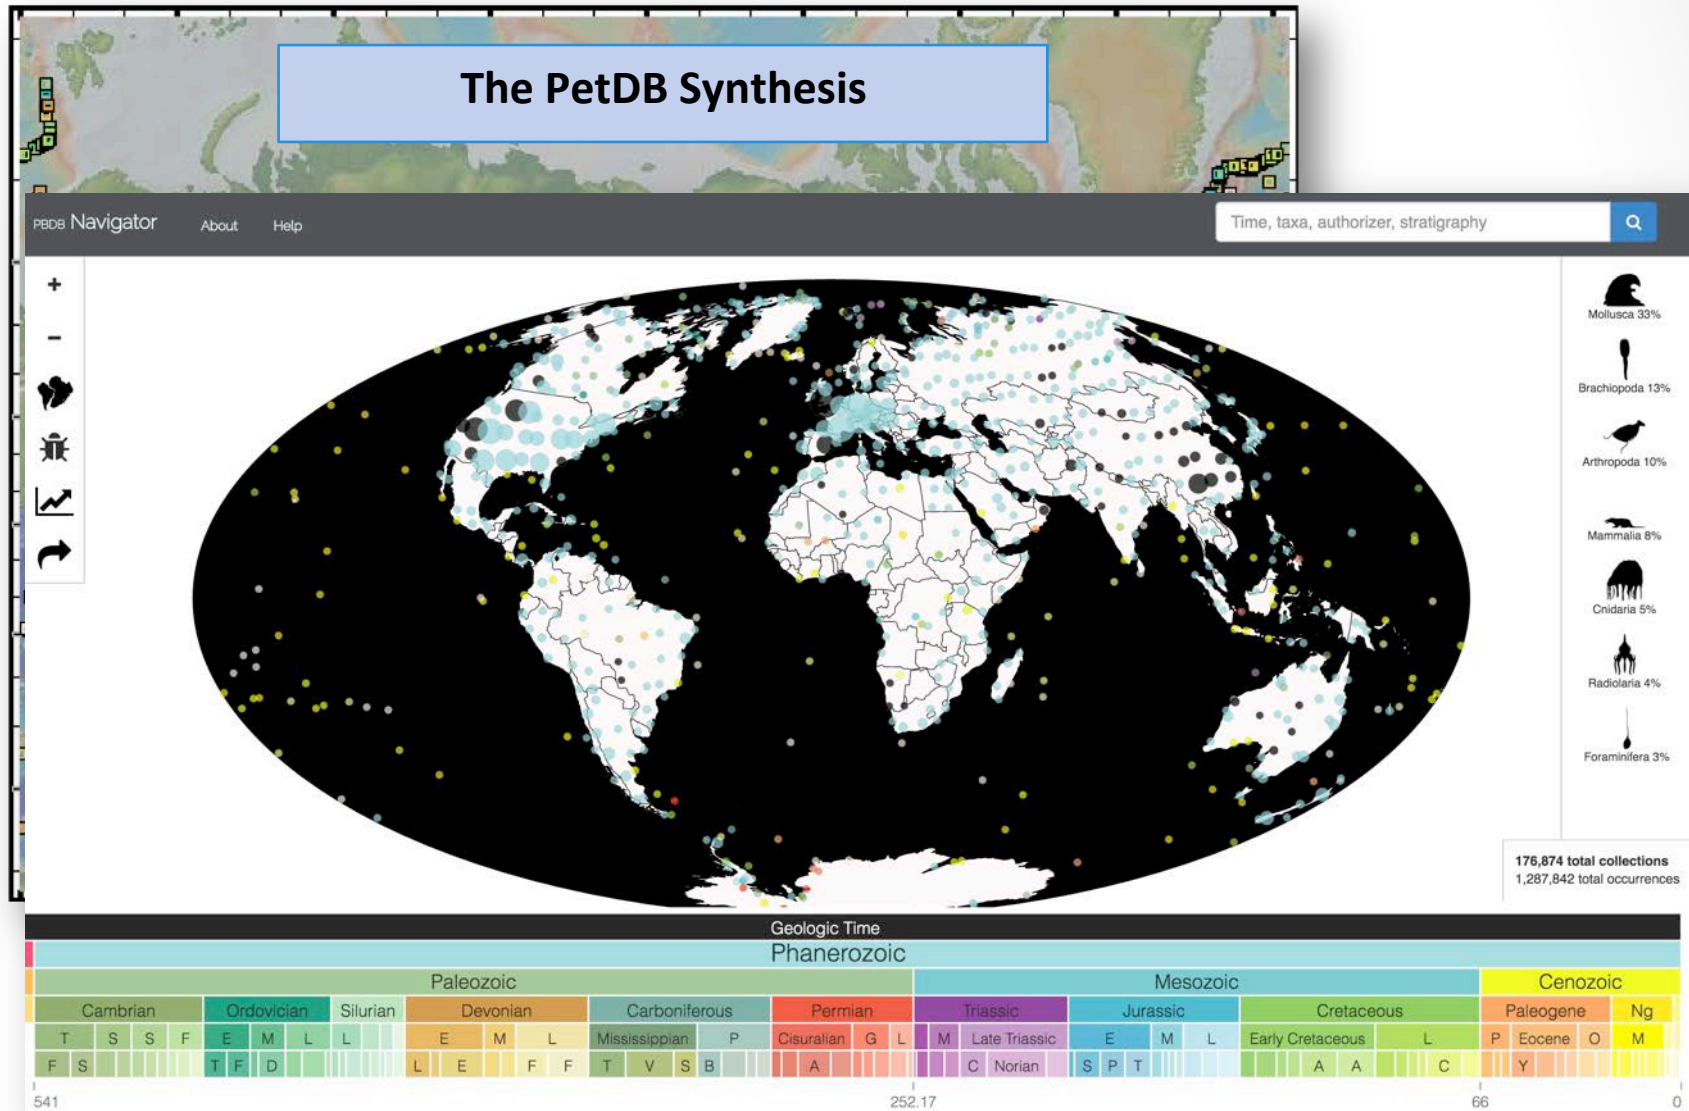 The PetDB Synthesis
PBDB Navigator About Help
Time, taxa, authorizer, stratigraphy
Mollusca 33%
Brachiopoda 13%
Arthropoda 10%
Mammalia 8%
Cnidaria 5%
Radiolaria 4%
Foraminifera 3%
176,874 total collections
1,287,842 total occurrences
Geologic Time
Phanerozoic
Paleozoic Mesozoic Cenozoic
Cambrian Ordovician Silurian Devonian Carboniferous Permian Triassic Jurassic Cretaceous Paleogene Ng
T S S F E M L L E M L Mississippian P Cisuralian G L M Late Triassic E M L Early Cretaceous L P Eocene O M
F S T F D L E F F T V S B A C Norian S P T A A C Y
541 252.17 66 0